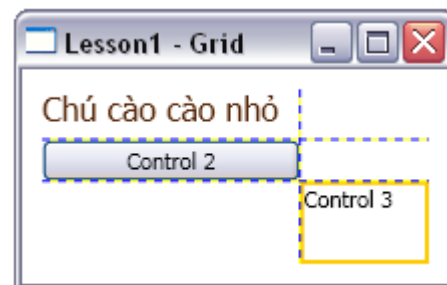 Lesson1 - Grid
Chú cào cào nhỏ
Control 2
Control 3